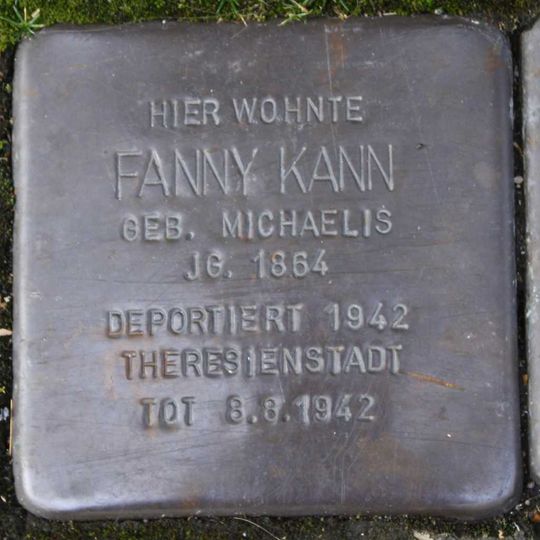 HIER WOHNTE
FANNY KANN
GEB. MICHAELIS
JG. 1864
DEPORTIERT 1942
THERESIENSTADT
TOT 8.8.1942